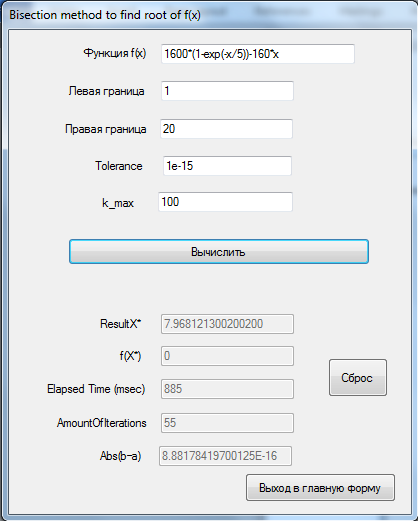 Bisection method to find root of f(x)
Функция f(x) 1600*(1-exp(-x/5))-160*x
Левая граница 1
Правая граница 20
Tolerance 1e-15
k_max 100
Вычислить
ResultX* 7.968121300200200
f(X*) 0
Elapsed Time (msec) 885
Сброс
AmountOfIterations 55
Abs(b-a) 8.88178419700125E-16
Выход в главную форму